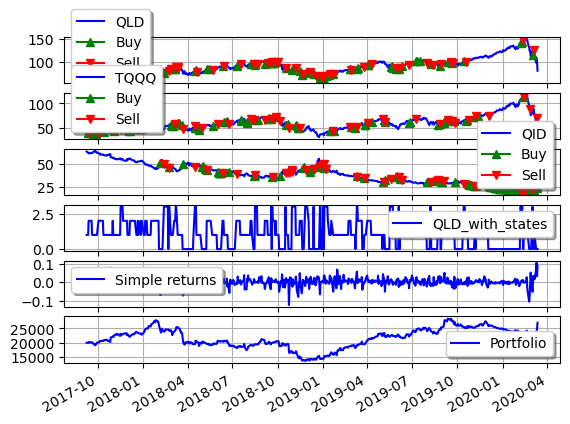 QLD
Buy
Sell
150
100
TQQQ
Buy
Sell
100
50
QID
Buy
Sell
50
25
QLD_with_states
2.5
0.0
Simple returns
0.1
0.0
−0.1
Portfolio
25000
20000
15000
2017-10
2018-01
2018-04
2018-07
2018-10
2019-01
2019-04
2019-07
2019-10
2020-01
2020-04